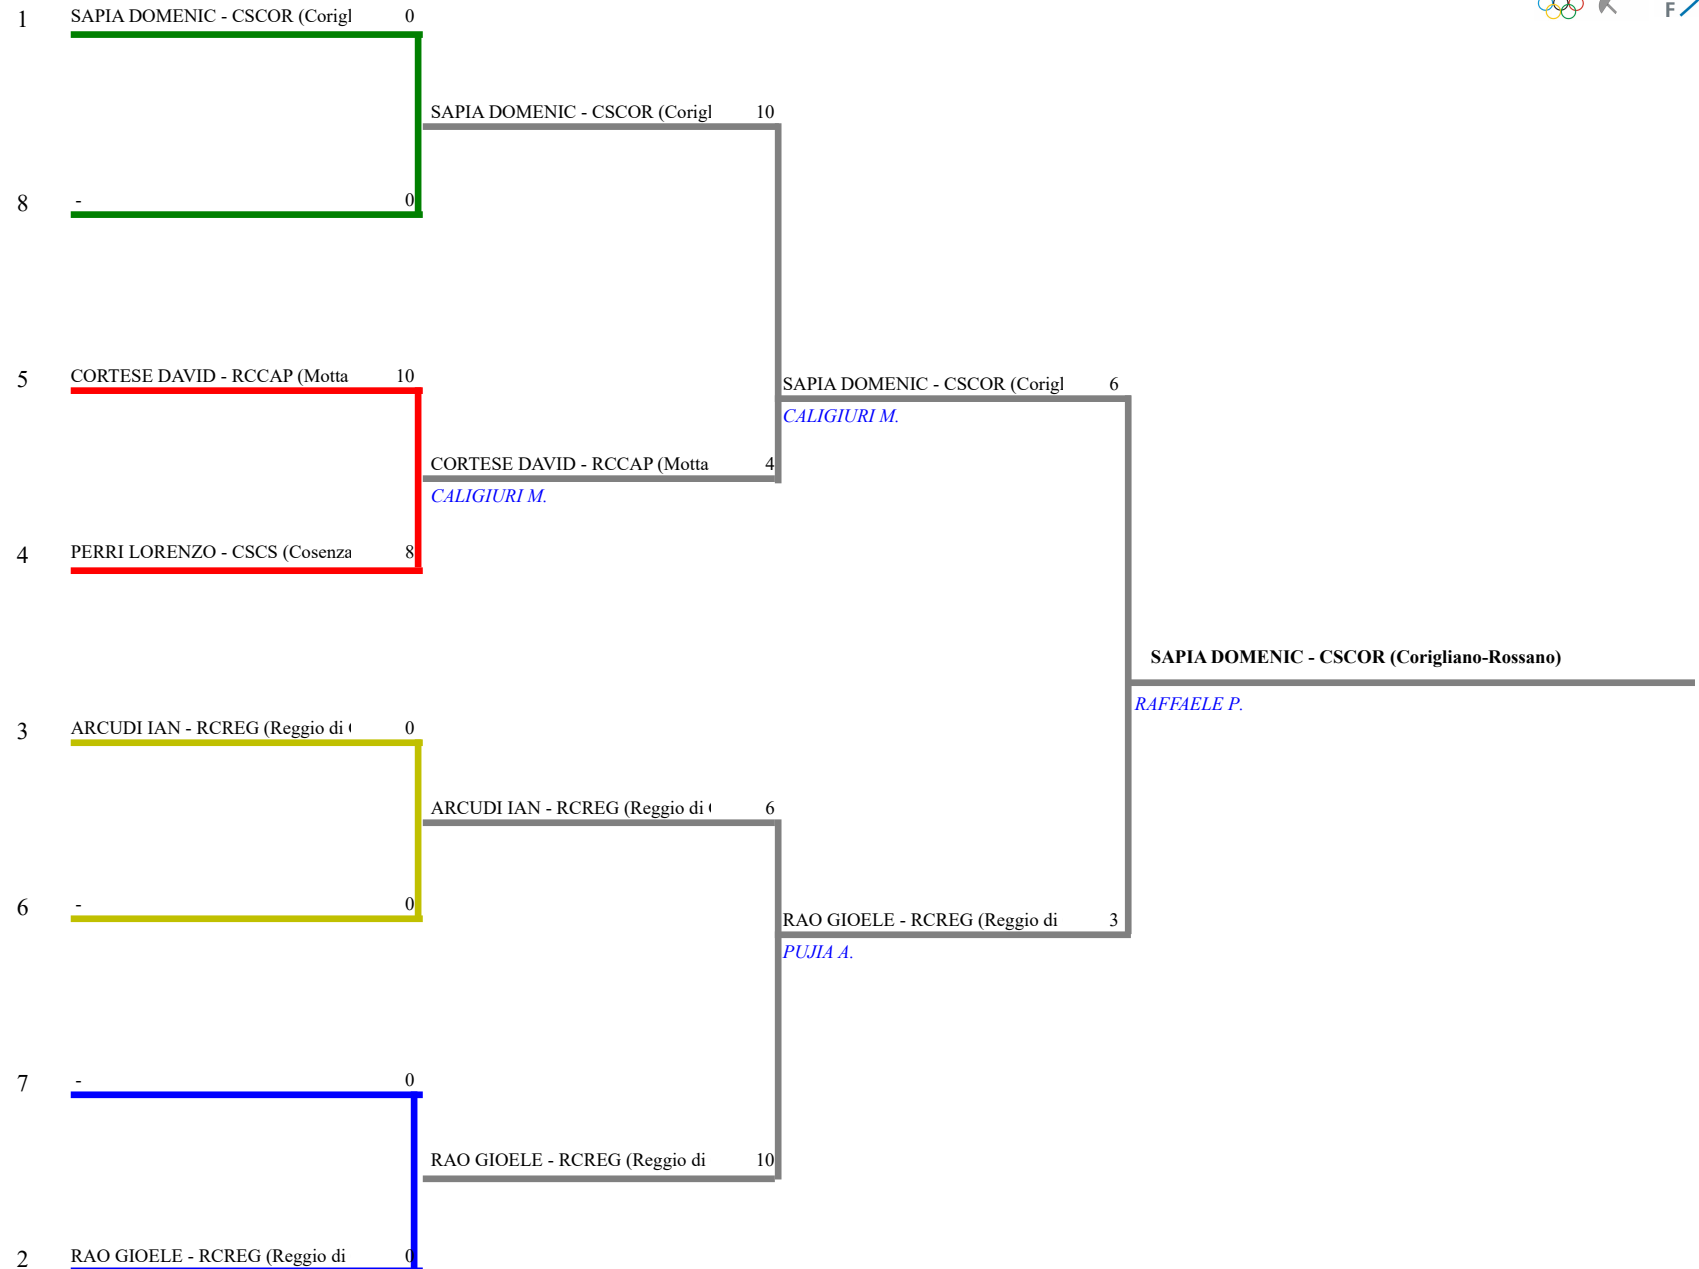 1 SAPIA DOMENIC - CSCOR (Corigl 0
F
SAPIA DOMENIC - CSCOR (Corigl 10
8 - 0
5 CORTESE DAVID - RCCAP (Motta 10
SAPIA DOMENIC - CSCOR (Corigl 6
CALIGIURI M.
CORTESE DAVID - RCCAP (Motta 4
CALIGIURI M.
4 PERRI LORENZO - CSCS (Cosenza 8
SAPIA DOMENIC - CSCOR (Corigliano-Rossano)
RAFFAELE P.
3 ARCUDI IAN - RCREG (Reggio di 0
ARCUDI IAN - RCREG (Reggio di 6
6 - 0
RAO GIOELE - RCREG (Reggio di 3
PUJIA A.
7 - 0
RAO GIOELE - RCREG (Reggio di 10
2 RAO GIOELE - RCREG (Reggio di 0